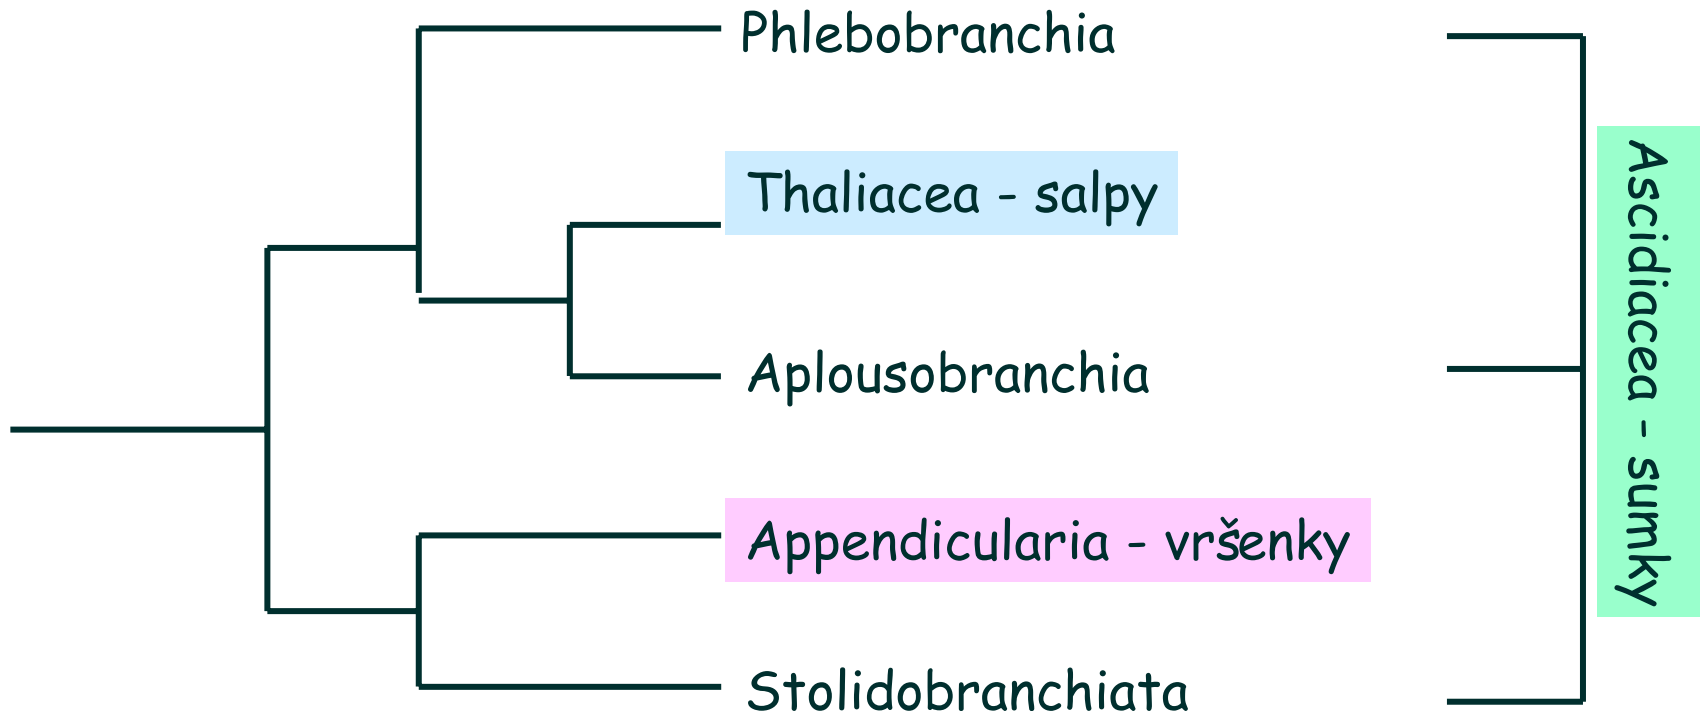 Phlebobranchia
Thaliacea - salpy
Aplousobranchia
Appendicularia - vršenky
Stolidobranchiata
Ascidiacea - sumky